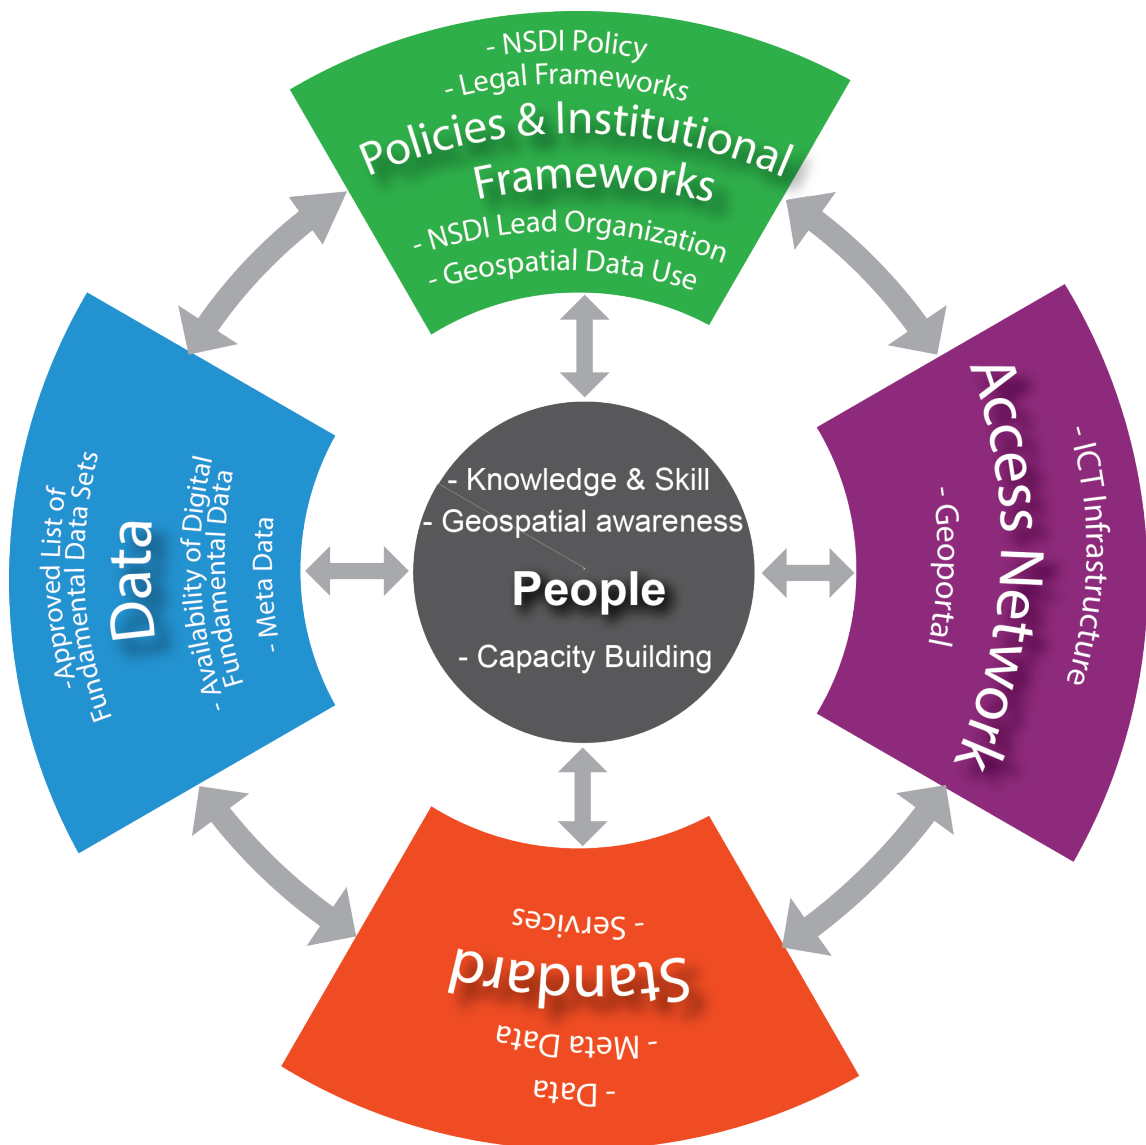 - NSDI Policy
- Legal Frameworks
Policies & Institutional
Frameworks
- NSDI Lead Organization
- Geospatial Data Use
-Approved List of
Fundamental Data Sets
Data
- Availability of Digital
Fundamental Data
- Meta Data
- Knowledge & Skill
- Geospatial awareness
People
- Capacity Building
- ICT Infrastructure
Access Network
- Geoportal
- Data
- Meta Data
Standard
- Services